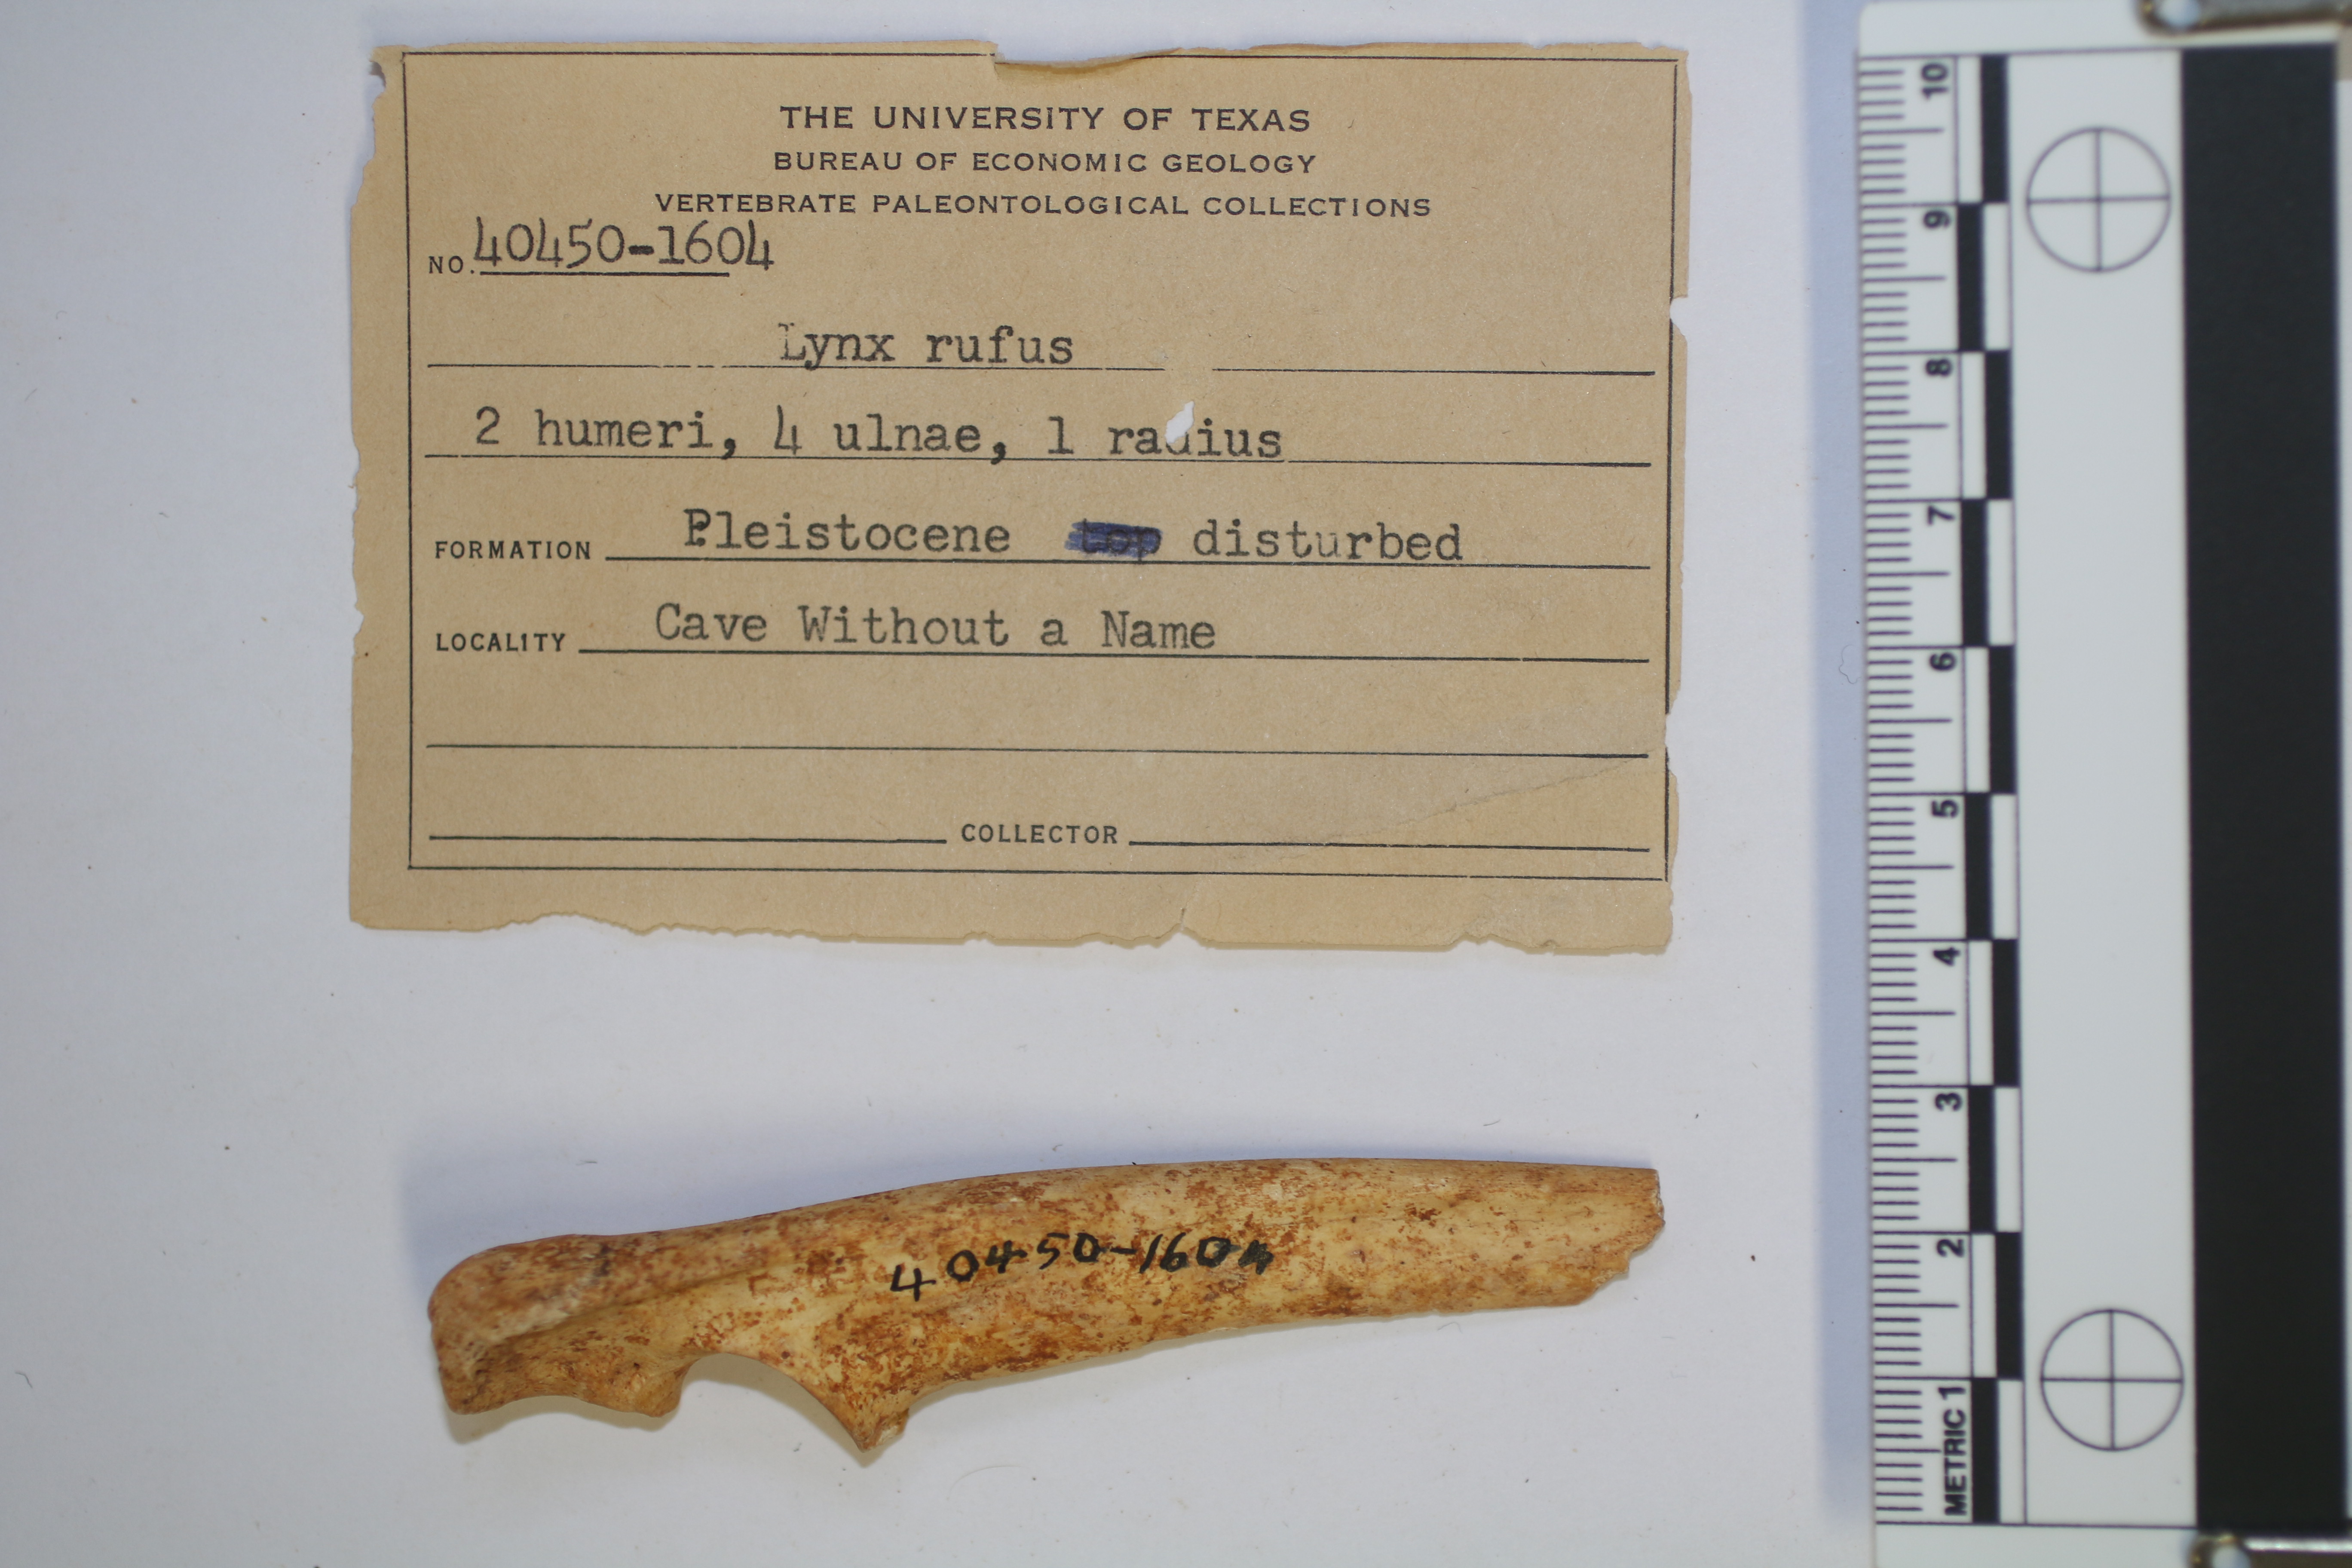 THE UNIVERSITY OF TEXAS
BUREAU OF ECONOMIC GEOLOGY
VERTEBRATE PALEONTOLOGICAL COLLECTIONS
NO. 40450-1604
Lynx rufus
2 humeri, 4 ulnae, 1 radius
FORMATION Pleistocene disturbed
LOCALITY Cave Without a Name
COLLECTOR
40450-1604
METRIC 1 2 3 4 5 6 7 8 9 10